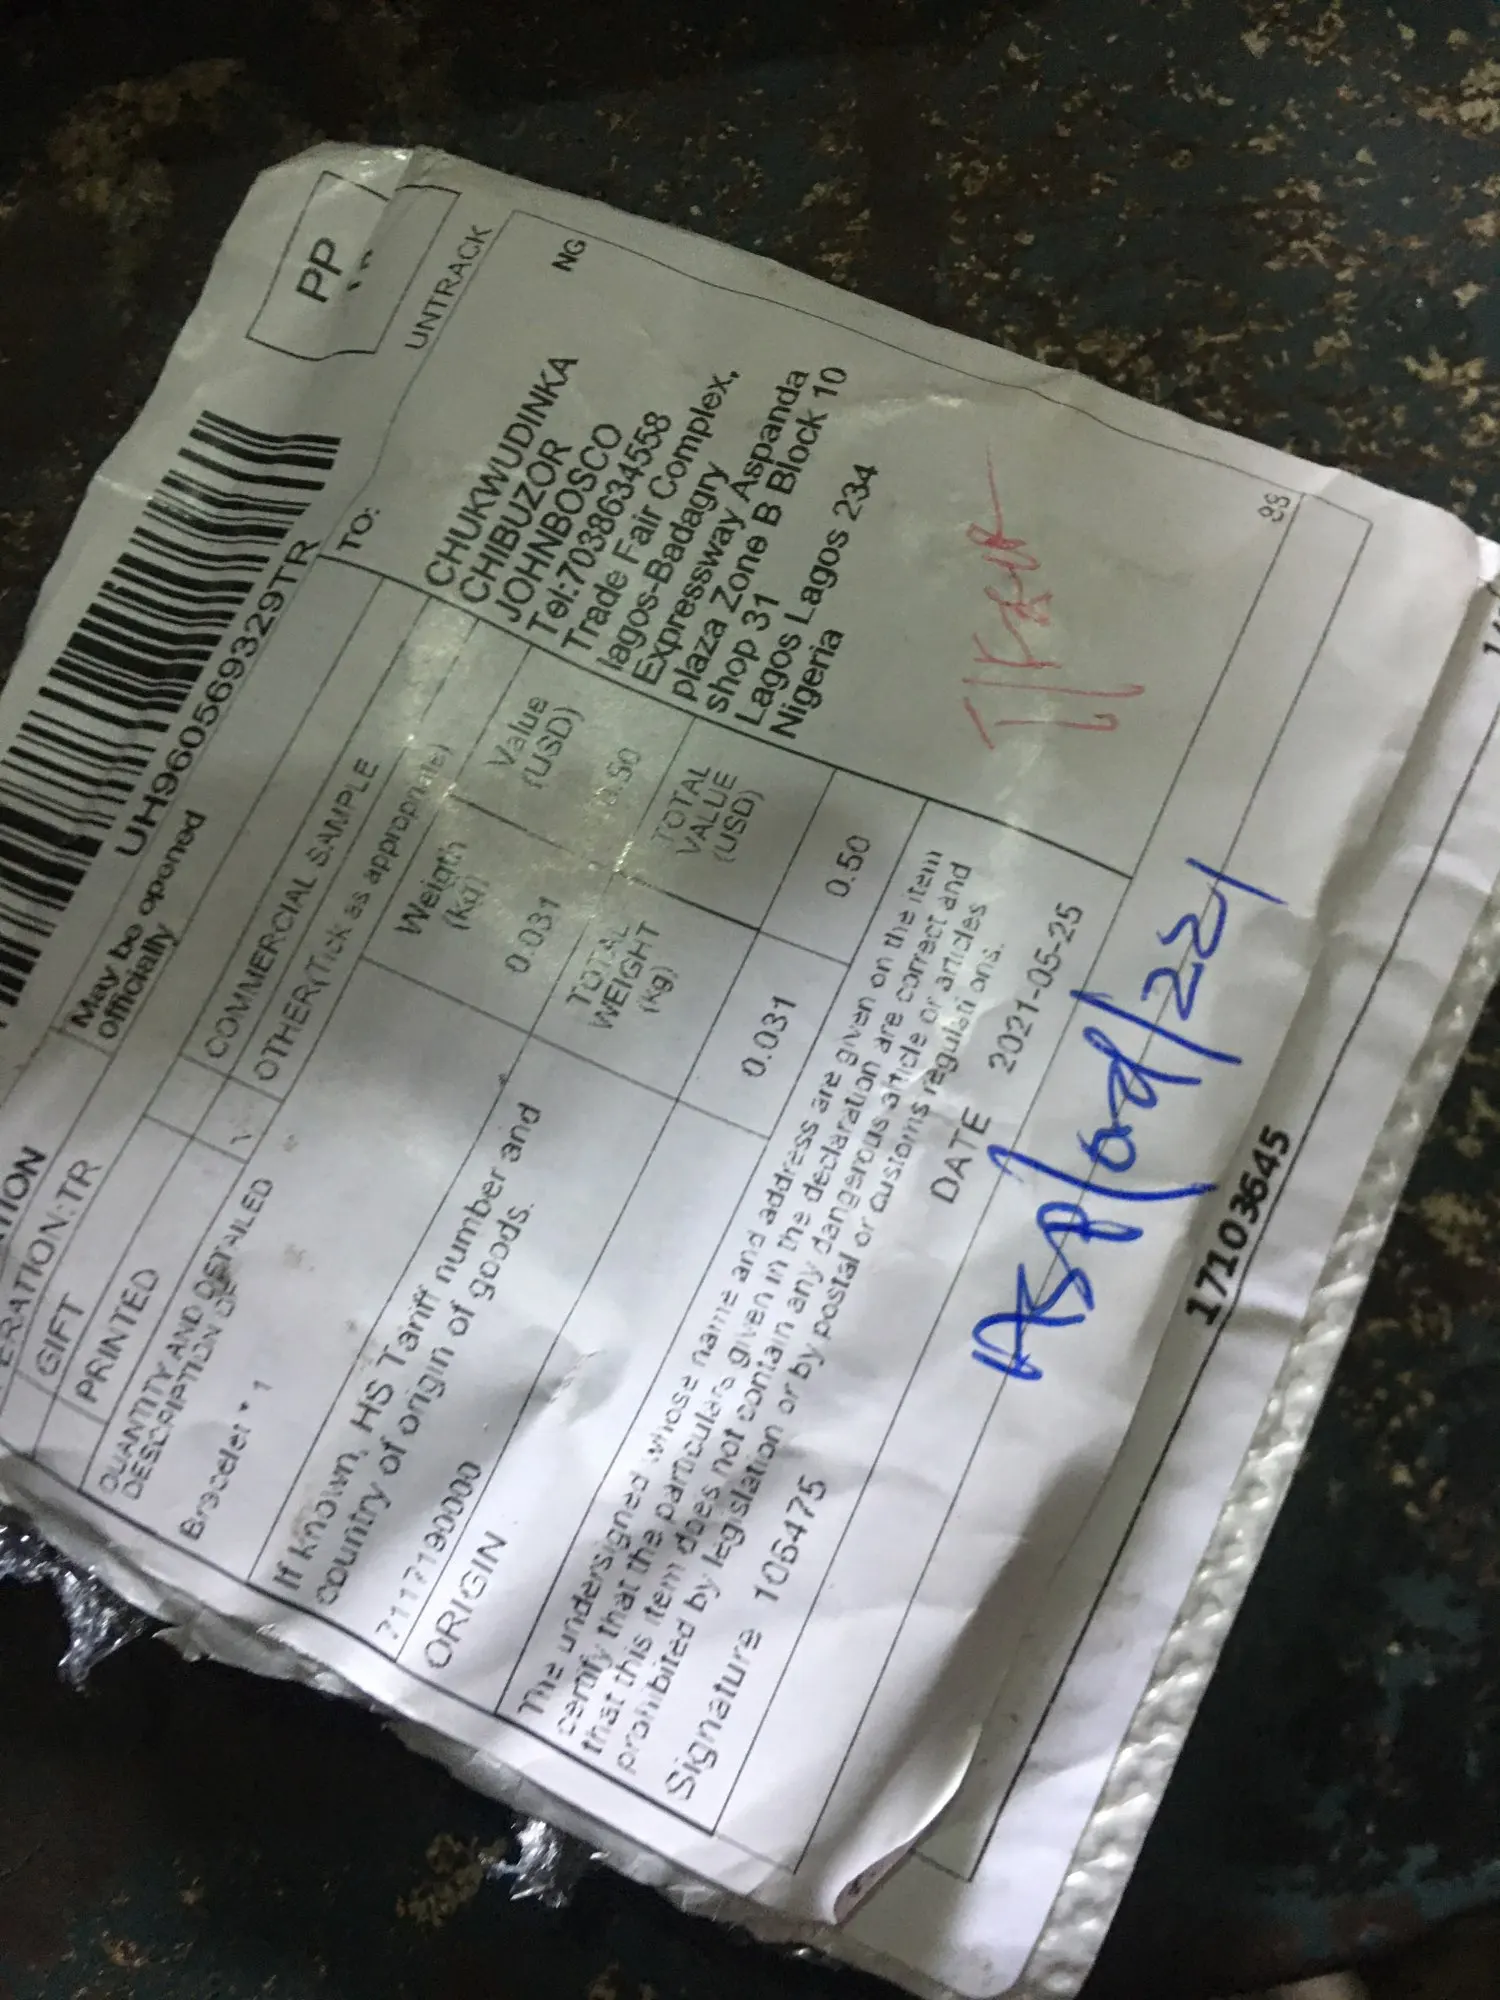 PP
UNTRACK
UH960569329TR
ERATION:TR
May be opened
officially
GIFT
COMMERCIAL SAMPLE
PRINTED
OTHER(Tick as appropriate)
QUANTITY AND DETAILED
DESCRIPTION OF
Weigth
(kg)
Value
(USD)
Bracelet * 1
0.031
0.50
If known, HS Tariff number and
country of origin of goods.
TOTAL
WEIGHT
(Kg)
TOTAL
VALUE
(USD)
7117190000
ORIGIN
0.031
0.50
The undersigned whose name and address are given on the item
certify that the particulars given in the declaration are correct and
that this item does not contain any dangerous article or articles
prohibited by legislation or by postal or customs regulations.
Signature 106475
DATE 2021-05-25
TO:
NG
CHUKWUDINKA
CHIBUZOR
JOHNBOSCO
Tel:7038634558
Trade Fair Complex,
lagos-Badagry
Expressway Aspanda
plaza Zone B Block 10
shop 31
Lagos Lagos 234
Nigeria
Asp/od/221
17103645